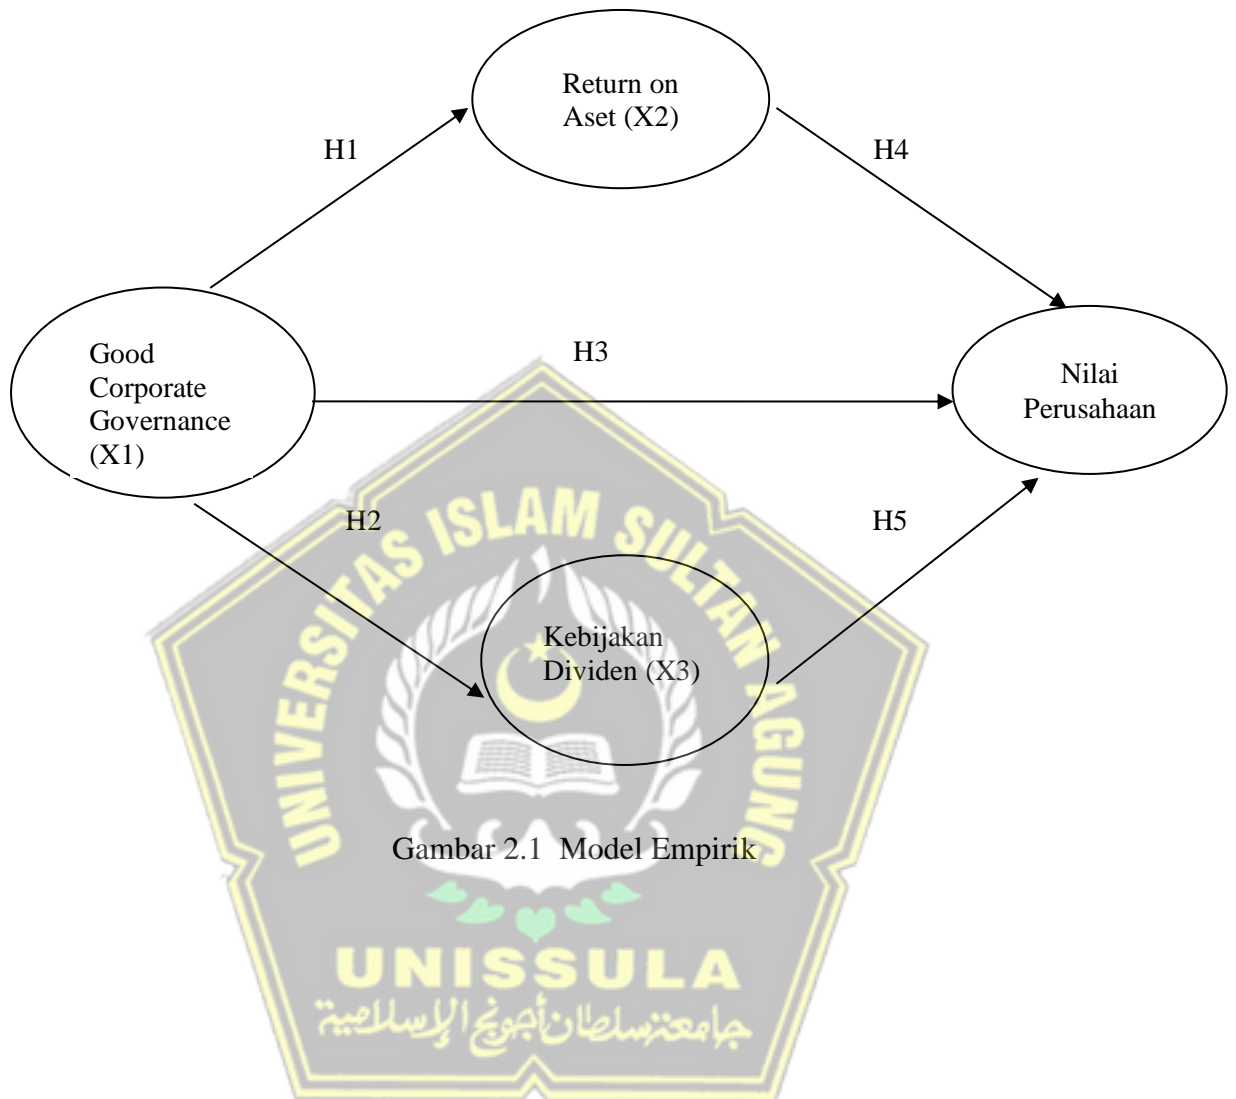 Return on
Aset (X2)
H1
H4
Good
Corporate
Governance
(X1)
H3
Nilai
Perusahaan
H2
H5
UNIVERSITAS ISLAM SULTAN AGUNG
Kebijakan
Dividen (X3)
Gambar 2.1 Model Empirik
UNISSULA
جامعة سلطان أجونج الإسلامية